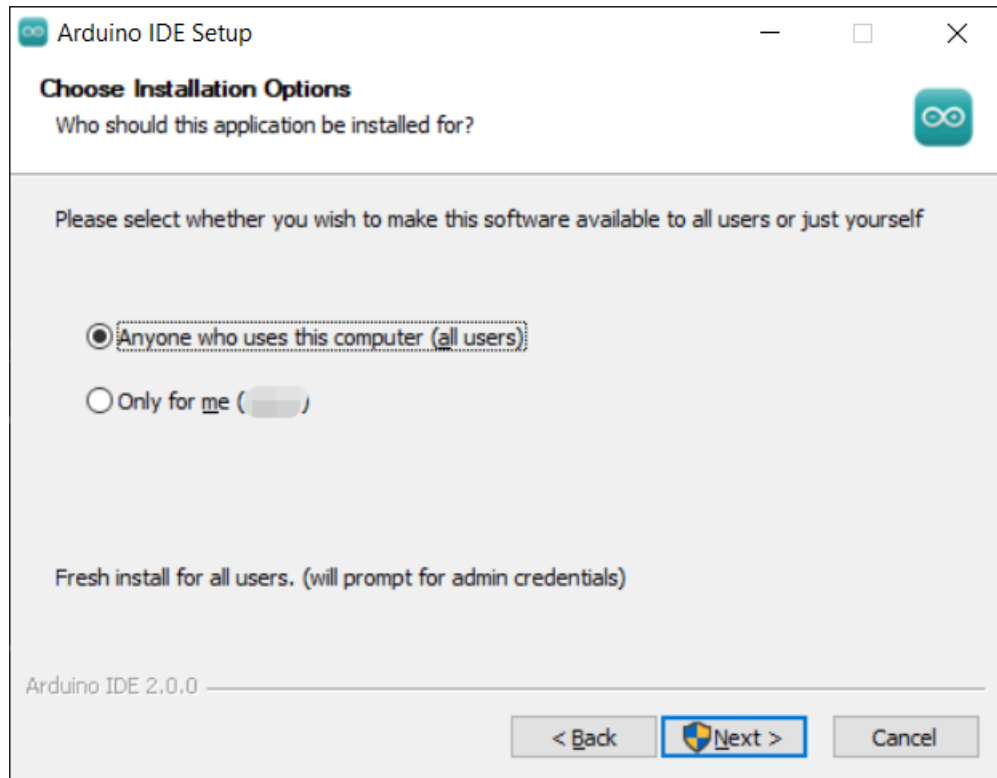 Arduino IDE Setup
Choose Installation Options
Who should this application be installed for?
Please select whether you wish to make this software available to all users or just yourself
Anyone who uses this computer (all users)
Only for me ( )
Fresh install for all users. (will prompt for admin credentials)
Arduino IDE 2.0.0
< Back Next > Cancel